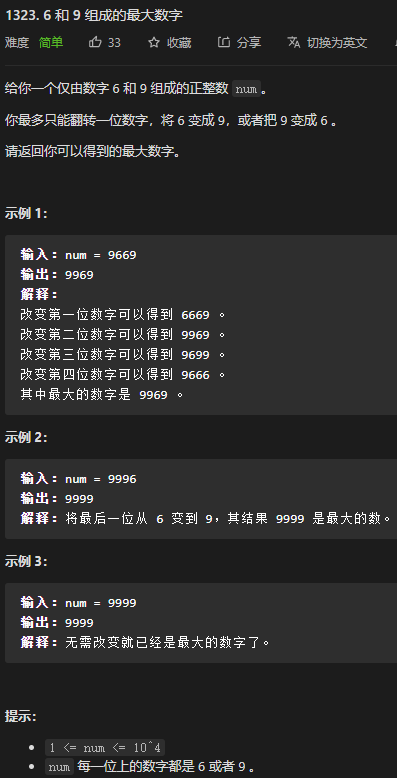 1323. 6 和 9 组成的最大数字
难度 简单 33 收藏 分享 切换为英文
给你一个仅由数字 6 和 9 组成的正整数 num 。
你最多只能翻转一位数字，将 6 变成 9，或者把 9 变成 6 。
请返回你可以得到的最大数字。
示例 1：
输入：num = 9669
输出：9969
解释：
改变第一位数字可以得到 6669 。
改变第二位数字可以得到 9969 。
改变第三位数字可以得到 9699 。
改变第四位数字可以得到 9666 。
其中最大的数字是 9969 。
示例 2：
输入：num = 9996
输出：9999
解释：将最后一位从 6 变到 9，其结果 9999 是最大的数。
示例 3：
输入：num = 9999
输出：9999
解释：无需改变就已经是最大的数字了。
提示：
• 1 <= num <= 10^4
• num 每一位上的数字都是 6 或者 9 。